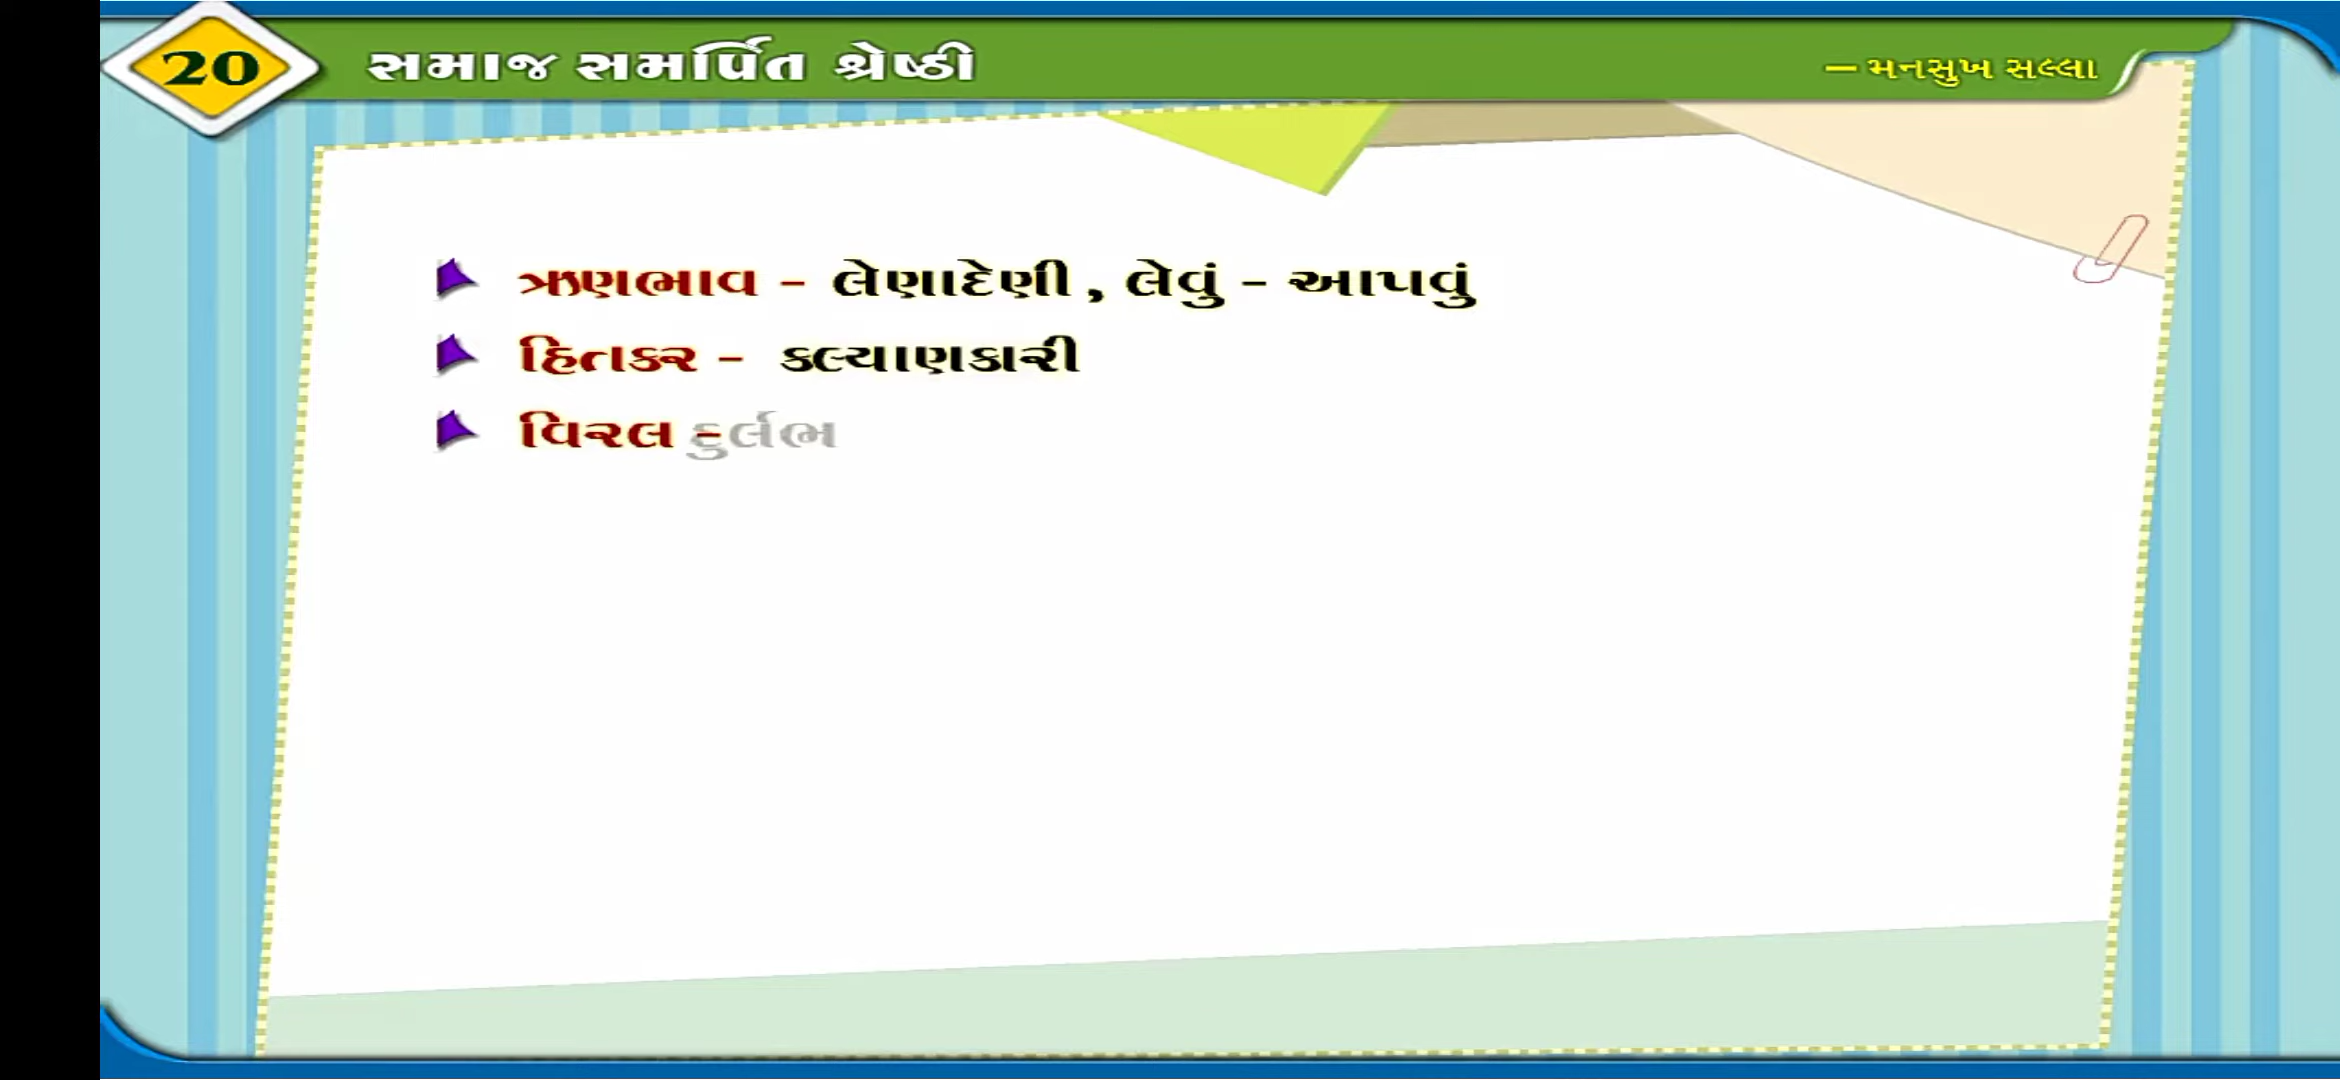 20 સમાજ સમર્પિત શ્રેષ્ઠી – મનસુખ સલ્લા
ઋણભાવ - લેણાદેણી , લેવું - આપવું
હિતકર - કલ્યાણકારી
વિરલ - દુર્લભ